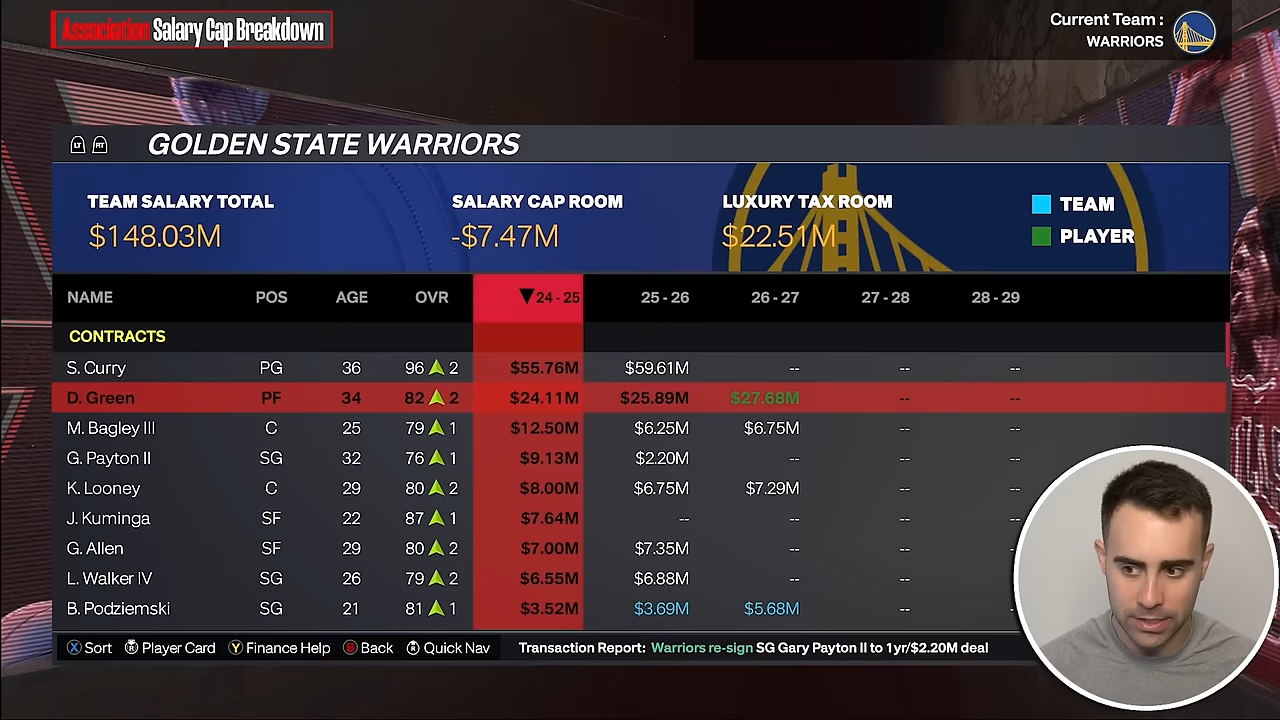 Association Salary Cap Breakdown
Current Team :
WARRIORS
LT RT GOLDEN STATE WARRIORS
TEAM SALARY TOTAL SALARY CAP ROOM LUXURY TAX ROOM TEAM
$148.03M -$7.47M $22.51M PLAYER
NAME POS AGE OVR ▼24 - 25 25 - 26 26 - 27 27 - 28 28 - 29
CONTRACTS
S. Curry PG 36 96 2 $55.76M $59.61M -- -- --
D. Green PF 34 82 2 $24.11M $25.89M $27.68M -- --
M. Bagley III C 25 79 1 $12.50M $6.25M $6.75M -- --
G. Payton II SG 32 76 1 $9.13M $2.20M -- -- --
K. Looney C 29 80 2 $8.00M $6.75M $7.29M -- --
J. Kuminga SF 22 87 1 $7.64M -- -- -- --
G. Allen SF 29 80 2 $7.00M $7.35M -- -- -
L. Walker IV SG 26 79 2 $6.55M $6.88M -- --
B. Podziemski SG 21 81 1 $3.52M $3.69M $5.68M --
X Sort Player Card Y Finance Help B Back R Quick Nav Transaction Report: Warriors re-sign SG Gary Payton II to 1yr/$2.20M deal